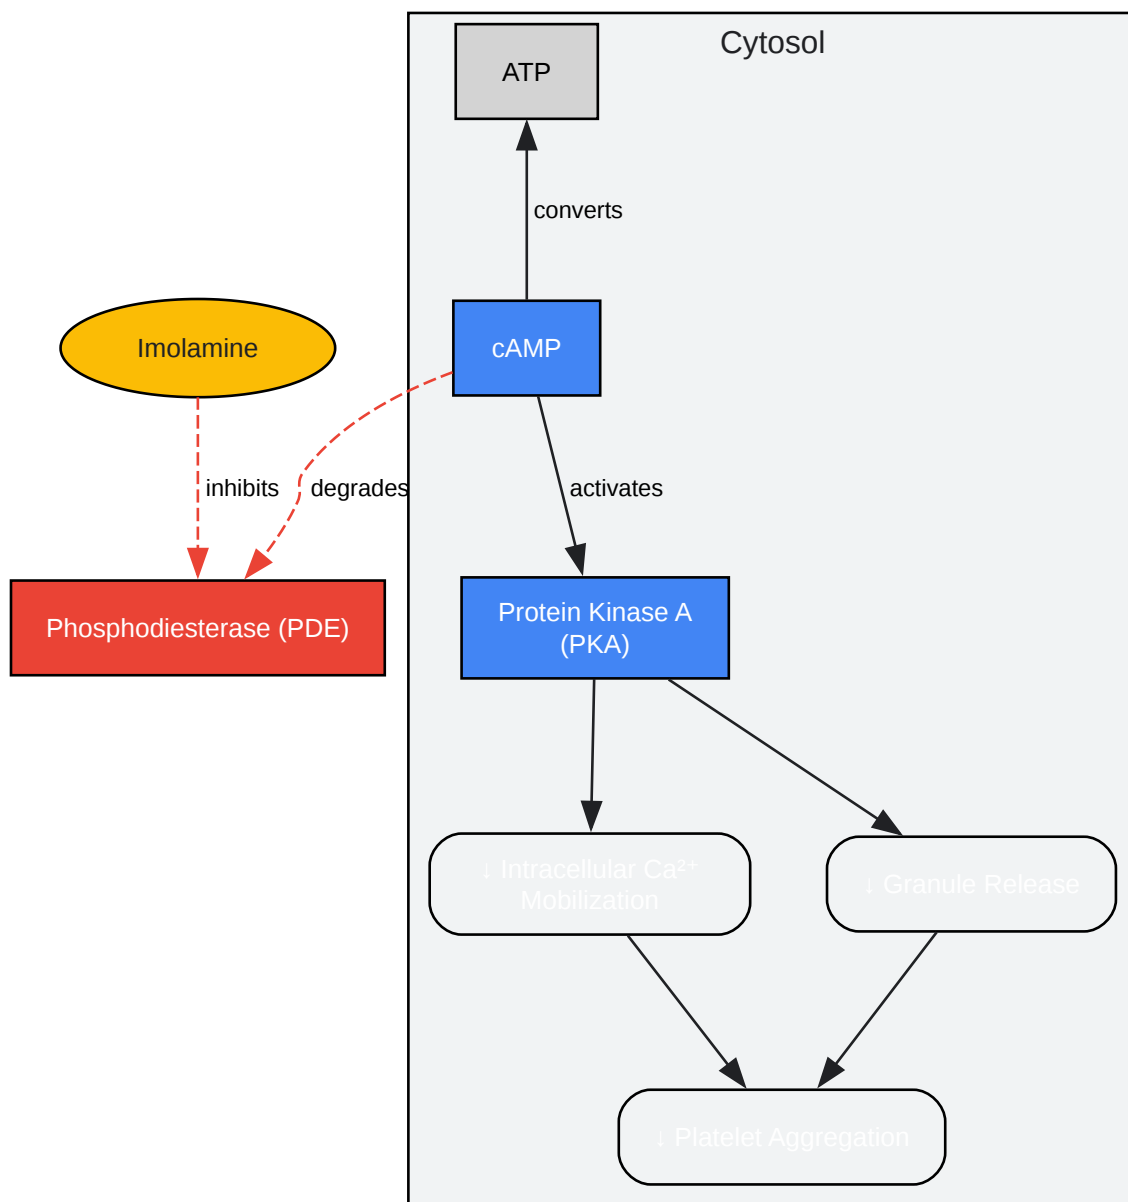 Cytosol
ATP
converts
Imolamine
cAMP
inhibits
degrades
activates
Phosphodiesterase (PDE)
Protein Kinase A
(PKA)
↓ Intracellular Ca²⁺
Mobilization
↓ Granule Release
↓ Platelet Aggregation